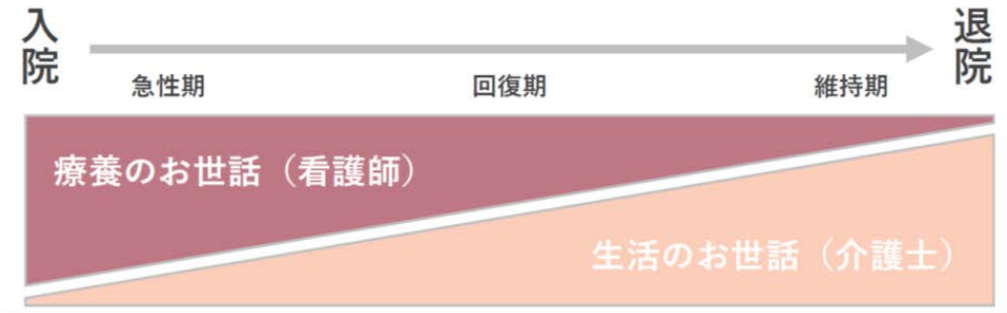 入院
退院
急性期
回復期
維持期
療養のお世話（看護師）
生活のお世話（介護士）